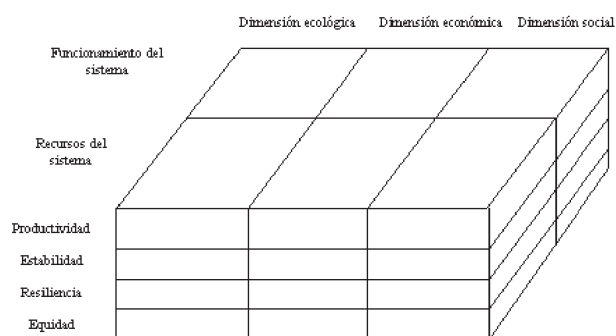 Dimensión ecológica Dimensión económica Dimensión social
Funcionamiento del
sistema
Recursos del
sistema
Productividad
Estabilidad
Resiliencia
Equidad